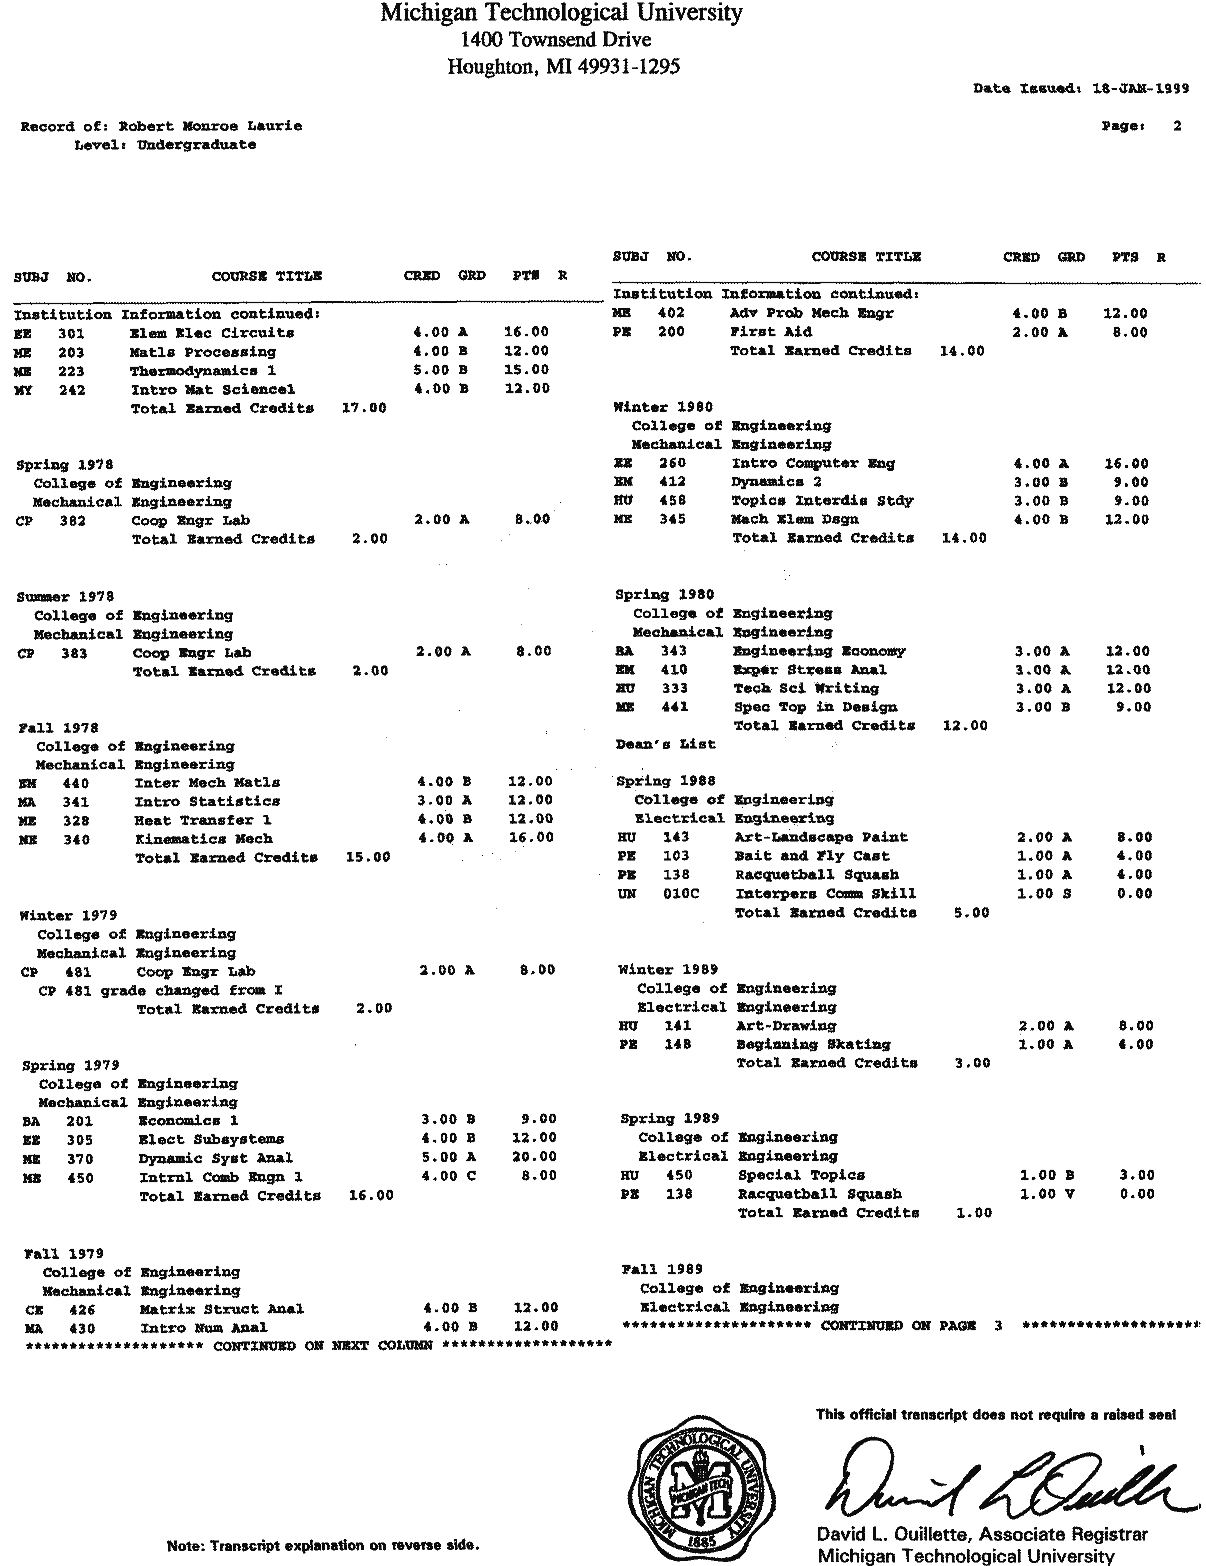 Michigan Technological University
1400 Townsend Drive
Houghton, MI 49931-1295
Date Issued: 18-JAN-1999
Record of: Robert Monroe Laurie
Page: 2
Level: Undergraduate
SUBJ NO. COURSE TITLE CRED GRD PTS R
Institution Information continued:
EE 301 Elem Elec Circuits 4.00 A 16.00
ME 203 Matls Processing 4.00 B 12.00
ME 223 Thermodynamics 1 5.00 B 15.00
MY 242 Intro Mat Science1 4.00 B 12.00
Total Earned Credits 17.00
Spring 1978
College of Engineering
Mechanical Engineering
CP 382 Coop Engr Lab 2.00 A 8.00
Total Earned Credits 2.00
Summer 1978
College of Engineering
Mechanical Engineering
CP 383 Coop Engr Lab 2.00 A 8.00
Total Earned Credits 2.00
Fall 1978
College of Engineering
Mechanical Engineering
EM 440 Inter Mech Matls 4.00 B 12.00
MA 341 Intro Statistics 3.00 A 12.00
ME 328 Heat Transfer 1 4.00 B 12.00
ME 340 Kinematics Mech 4.00 A 16.00
Total Earned Credits 15.00
Winter 1979
College of Engineering
Mechanical Engineering
CP 481 Coop Engr Lab 2.00 A 8.00
CP 481 grade changed from I
Total Earned Credits 2.00
Spring 1979
College of Engineering
Mechanical Engineering
BA 201 Economics 1 3.00 B 9.00
EE 305 Elect Subsystems 4.00 B 12.00
ME 370 Dynamic Syst Anal 5.00 A 20.00
ME 450 Intrnl Comb Engn 1 4.00 C 8.00
Total Earned Credits 16.00
Fall 1979
College of Engineering
Mechanical Engineering
CE 426 Matrix Struct Anal 4.00 B 12.00
MA 430 Intro Num Anal 4.00 B 12.00
******************** CONTINUED ON NEXT COLUMN *******************
SUBJ NO. COURSE TITLE CRED GRD PTS R
Institution Information continued:
ME 402 Adv Prob Mech Engr 4.00 B 12.00
PE 200 First Aid 2.00 A 8.00
Total Earned Credits 14.00
Winter 1980
College of Engineering
Mechanical Engineering
EE 260 Intro Computer Eng 4.00 A 16.00
EM 412 Dynamics 2 3.00 B 9.00
HU 458 Topics Interdis Stdy 3.00 B 9.00
ME 345 Mach Elem Dsgn 4.00 B 12.00
Total Earned Credits 14.00
Spring 1980
College of Engineering
Mechanical Engineering
BA 343 Engineering Economy 3.00 A 12.00
EM 410 Exper Stress Anal 3.00 A 12.00
HU 333 Tech Sci Writing 3.00 A 12.00
ME 441 Spec Top in Design 3.00 B 9.00
Total Earned Credits 12.00
Dean's List
Spring 1988
College of Engineering
Electrical Engineering
HU 143 Art-Landscape Paint 2.00 A 8.00
PE 103 Bait and Fly Cast 1.00 A 4.00
PE 138 Racquetball Squash 1.00 A 4.00
UN 010C Interpers Comm Skill 1.00 S 0.00
Total Earned Credits 5.00
Winter 1989
College of Engineering
Electrical Engineering
HU 141 Art-Drawing 2.00 A 8.00
PE 148 Beginning Skating 1.00 A 4.00
Total Earned Credits 3.00
Spring 1989
College of Engineering
Electrical Engineering
HU 450 Special Topics 1.00 B 3.00
PE 138 Racquetball Squash 1.00 V 0.00
Total Earned Credits 1.00
Fall 1989
College of Engineering
Electrical Engineering
********************* CONTINUED ON PAGE 3 ********************
This official transcript does not require a raised seal
MICHIGAN TECHNOLOGICAL UNIVERSITY
MICHIGAN TECH
1885
David L Ouillette
David L. Ouillette, Associate Registrar
Michigan Technological University
Note: Transcript explanation on reverse side.